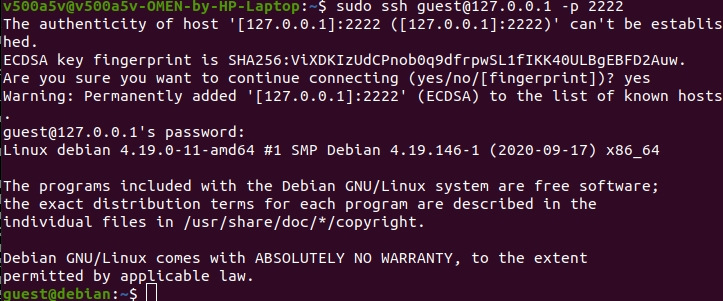 v500a5v@v500a5v-OMEN-by-HP-Laptop:~$ sudo ssh guest@127.0.0.1 -p 2222
The authenticity of host '[127.0.0.1]:2222 ([127.0.0.1]:2222)' can't be establis
hed.
ECDSA key fingerprint is SHA256:ViXDKIzUdCPnob0q9dfrpwSL1fIKK40ULBgEBFD2Auw.
Are you sure you want to continue connecting (yes/no/[fingerprint])? yes
Warning: Permanently added '[127.0.0.1]:2222' (ECDSA) to the list of known hosts
.
guest@127.0.0.1's password:
Linux debian 4.19.0-11-amd64 #1 SMP Debian 4.19.146-1 (2020-09-17) x86_64

The programs included with the Debian GNU/Linux system are free software;
the exact distribution terms for each program are described in the
individual files in /usr/share/doc/*/copyright.

Debian GNU/Linux comes with ABSOLUTELY NO WARRANTY, to the extent
permitted by applicable law.
guest@debian:~$